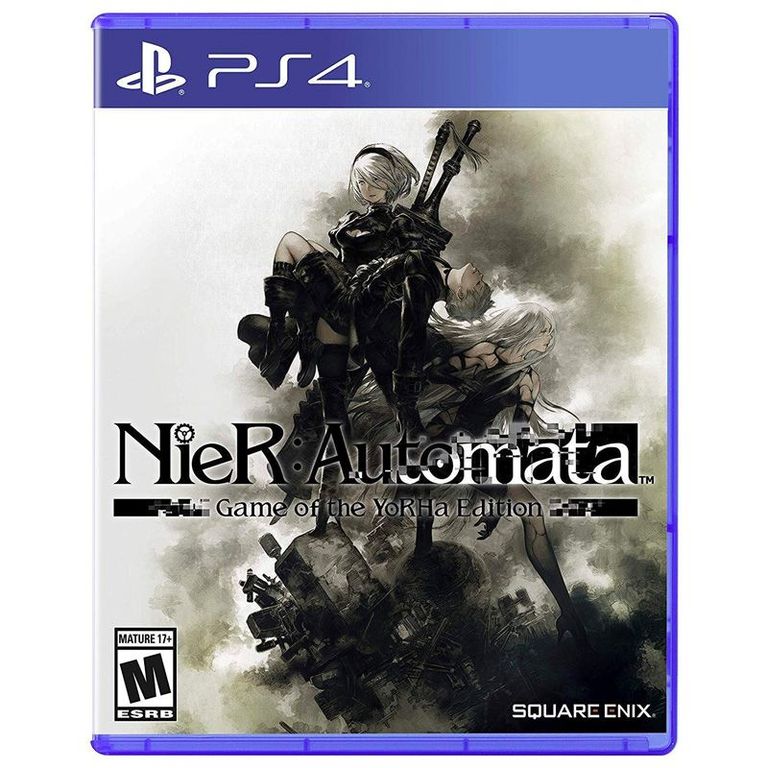 PS4
NieR:Automata™
Game of the YoRHa Edition
MATURE 17+
M
ESRB
SQUARE ENIX®